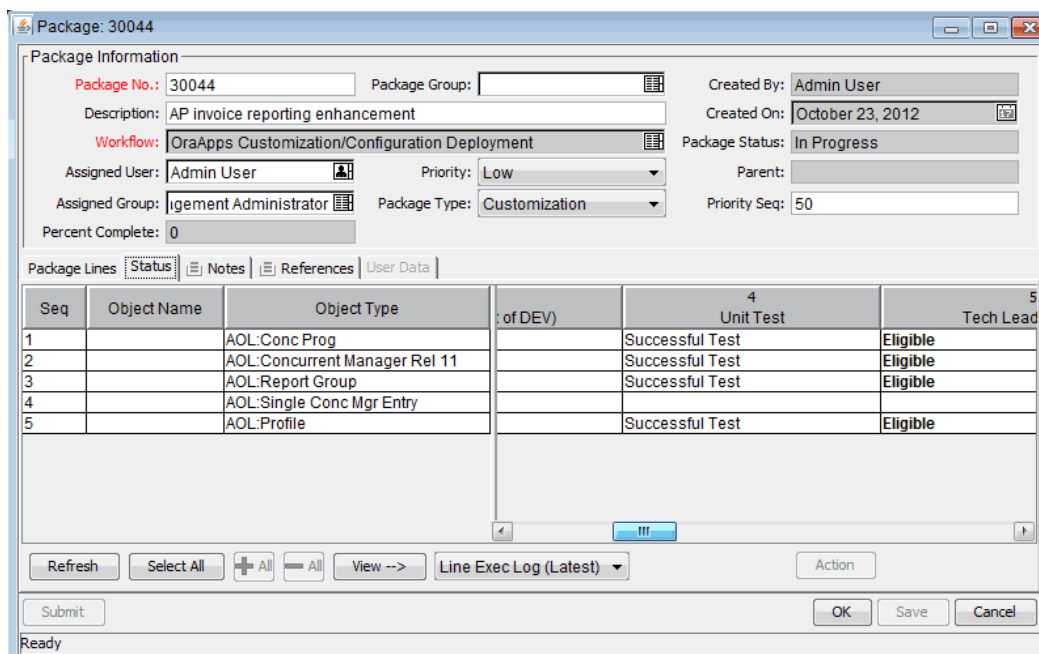 Package: 30044
Package Information
Package No.: 30044 Package Group: Created By: Admin User
Description: AP invoice reporting enhancement Created On: October 23, 2012
Workflow: OraApps Customization/Configuration Deployment Package Status: In Progress
Assigned User: Admin User Priority: Low Parent:
Assigned Group: ıgement Administrator Package Type: Customization Priority Seq: 50
Percent Complete: 0
Package Lines Status Notes References User Data
Seq Object Name Object Type : of DEV) 4 Unit Test 5 Tech Lead
1 AOL:Conc Prog Successful Test Eligible
2 AOL:Concurrent Manager Rel 11 Successful Test Eligible
3 AOL:Report Group Successful Test Eligible
4 AOL:Single Conc Mgr Entry
5 AOL:Profile Successful Test Eligible
Refresh Select All All All View --> Line Exec Log (Latest) Action
Submit OK Save Cancel
Ready